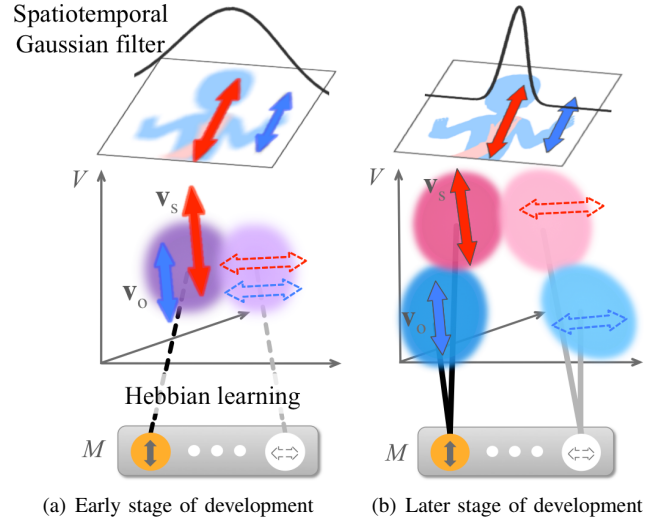 Spatiotemporal
Gaussian filter
V
v_s
v_o
Hebbian learning
M
(a) Early stage of development
V
v_s
v_o
M
(b) Later stage of development